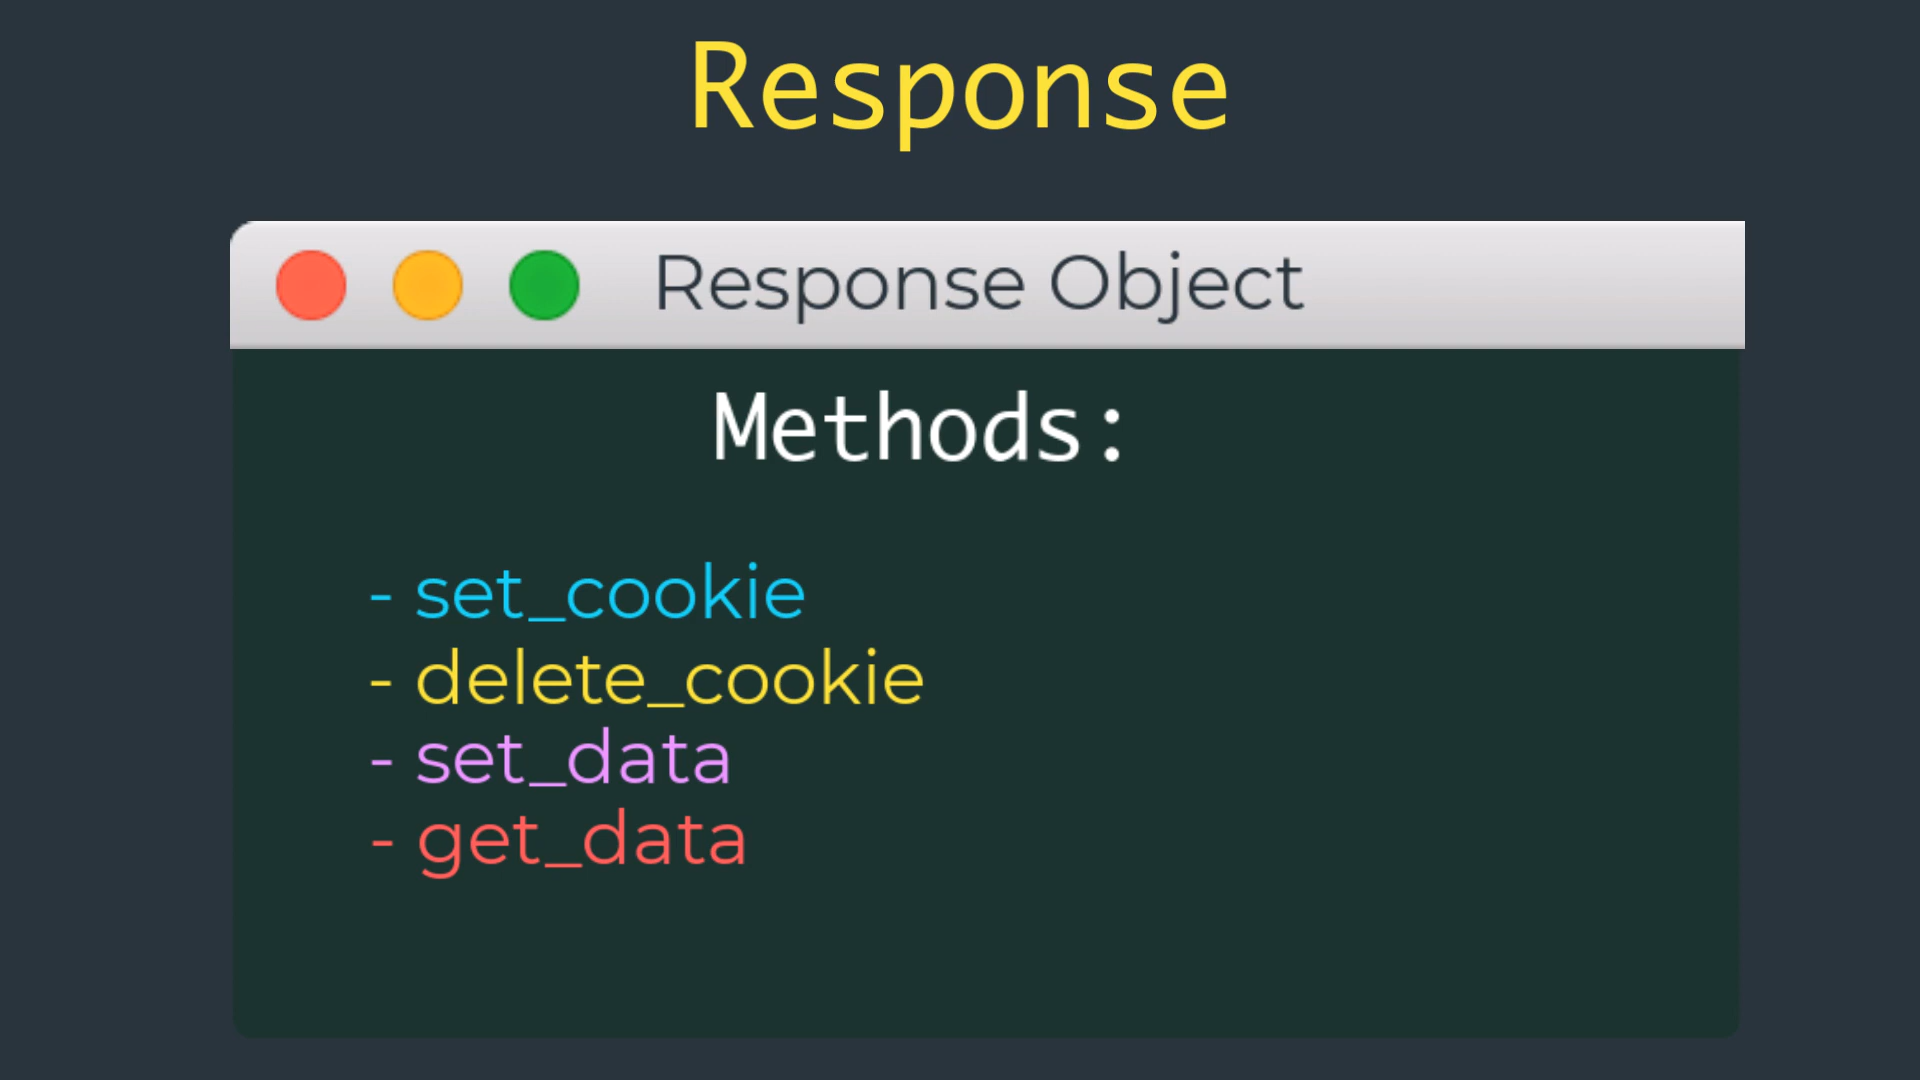 Response
Response Object
Methods:
- set_cookie
- delete_cookie
- set_data
- get_data